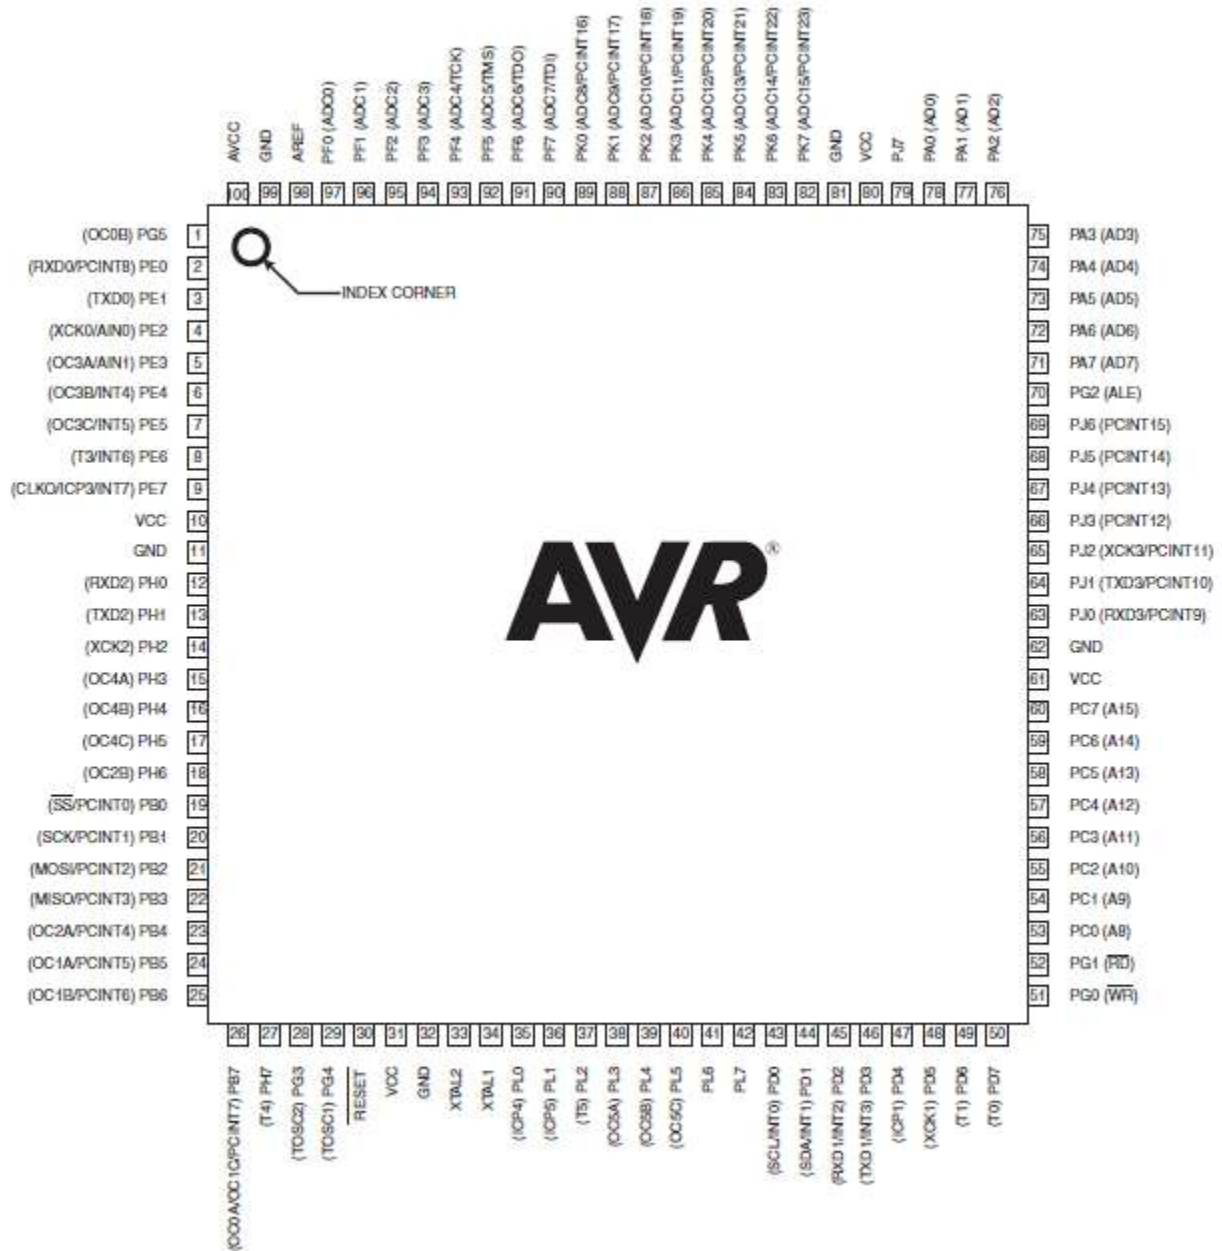 AVCC
GND
AREF
PF0 (ADC0)
PF1 (ADC1)
PF2 (ADC2)
PF3 (ADC3)
PF4 (ADC4/TCK)
PF5 (ADC5/TMS)
PF6 (ADC6/TDO)
PF7 (ADC7/TDI)
PK0 (ADC8/PCINT16)
PK1 (ADC9/PCINT17)
PK2 (ADC10/PCINT18)
PK3 (ADC11/PCINT19)
PK4 (ADC12/PCINT20)
PK5 (ADC13/PCINT21)
PK6 (ADC14/PCINT22)
PK7 (ADC15/PCINT23)
GND
VCC
PJ7
PA0 (AD0)
PA1 (AD1)
PA2 (AD2)
100 99 98 97 96 95 94 93 92 91 90 89 88 87 86 85 84 83 82 81 80 79 78 77 76
(OC0B) PG5 1
(RXD0/PCINT8) PE0 2
(TXD0) PE1 3
(XCK0/AIN0) PE2 4
(OC3A/AIN1) PE3 5
(OC3B/INT4) PE4 6
(OC3C/INT5) PE5 7
(T3/INT6) PE6 8
(CLKO/ICP3/INT7) PE7 9
VCC 10
GND 11
(RXD2) PH0 12
(TXD2) PH1 13
(XCK2) PH2 14
(OC4A) PH3 15
(OC4B) PH4 16
(OC4C) PH5 17
(OC2B) PH6 18
(SS/PCINT0) PB0 19
(SCK/PCINT1) PB1 20
(MOSI/PCINT2) PB2 21
(MISO/PCINT3) PB3 22
(OC2A/PCINT4) PB4 23
(OC1A/PCINT5) PB5 24
(OC1B/PCINT6) PB6 25
INDEX CORNER
AVR®
75 PA3 (AD3)
74 PA4 (AD4)
73 PA5 (AD5)
72 PA6 (AD6)
71 PA7 (AD7)
70 PG2 (ALE)
69 PJ6 (PCINT15)
68 PJ5 (PCINT14)
67 PJ4 (PCINT13)
66 PJ3 (PCINT12)
65 PJ2 (XCK3/PCINT11)
64 PJ1 (TXD3/PCINT10)
63 PJ0 (RXD3/PCINT9)
62 GND
61 VCC
60 PC7 (A15)
59 PC6 (A14)
58 PC5 (A13)
57 PC4 (A12)
56 PC3 (A11)
55 PC2 (A10)
54 PC1 (A9)
53 PC0 (A8)
52 PG1 (RD)
51 PG0 (WR)
26 27 28 29 30 31 32 33 34 35 36 37 38 39 40 41 42 43 44 45 46 47 48 49 50
(OC0A/OC1C/PCINT7) PB7
(T4) PH7
(TOSC2) PG3
(TOSC1) PG4
RESET
VCC
GND
XTAL2
XTAL1
(ICP4) PL0
(ICP5) PL1
(T5) PL2
(OC5A) PL3
(OC5B) PL4
(OC5C) PL5
PL6
PL7
(SCL/INT0) PD0
(SDA/INT1) PD1
(RXD1/INT2) PD2
(TXD1/INT3) PD3
(ICP1) PD4
(XCK1) PD5
(T1) PD6
(T0) PD7